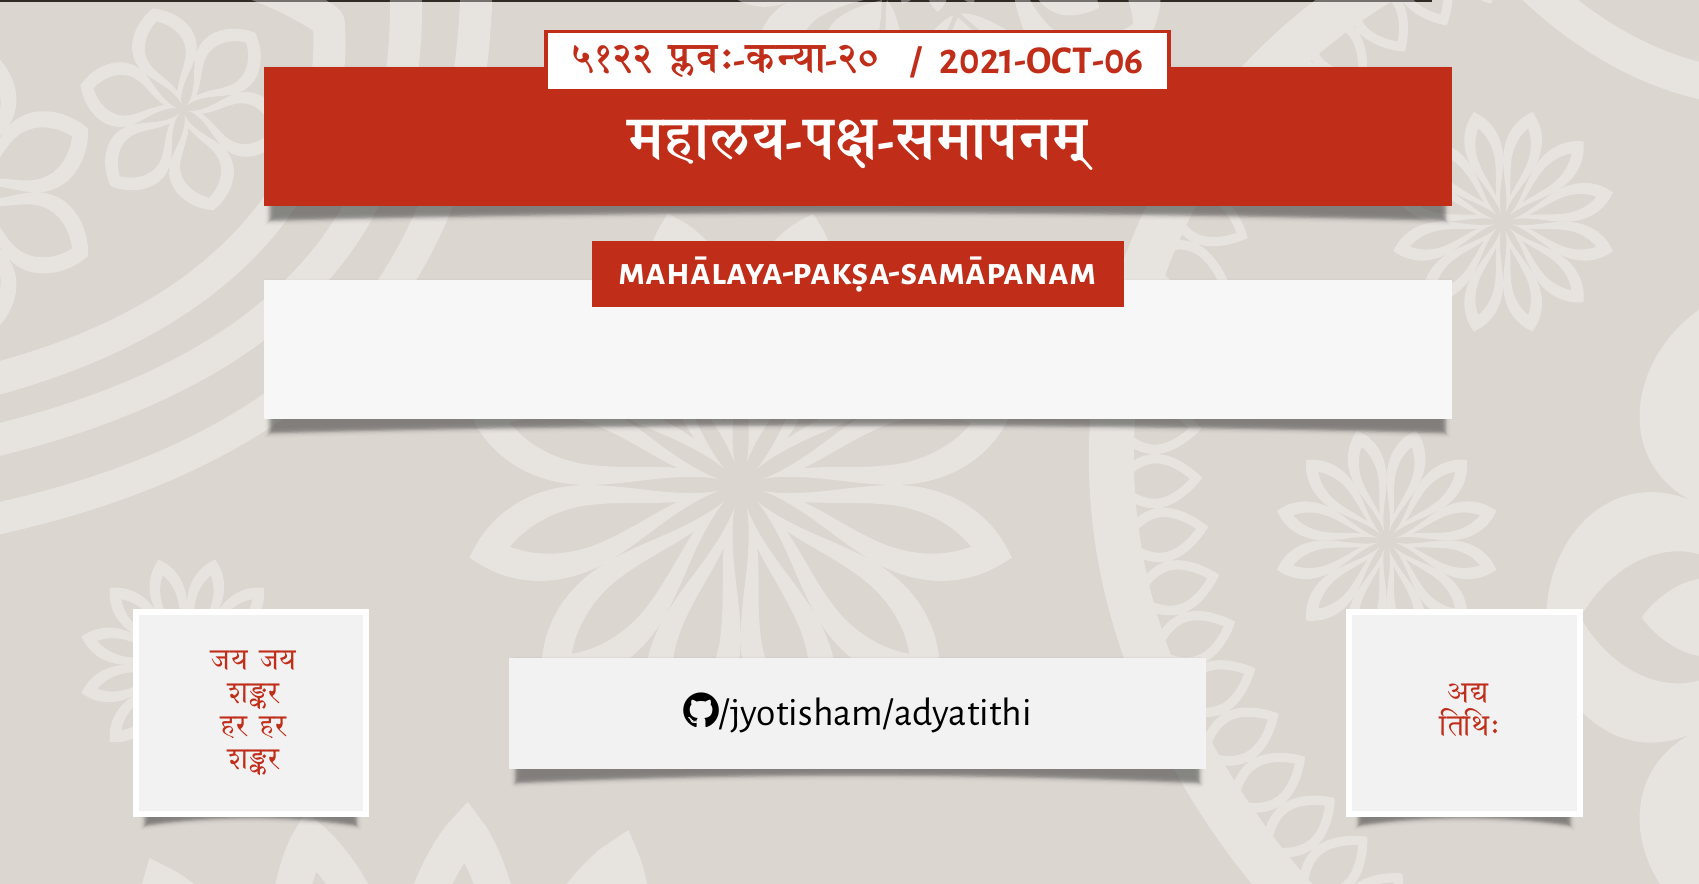 ५१२२ प्लवः-कन्या-२० / 2021-OCT-06
महालय-पक्ष-समापनम्
MAHĀLAYA-PAKṢA-SAMĀPANAM
जय जय
शङ्कर
हर हर
शङ्कर
/jyotisham/adyatithi
अद्य
तिथिः